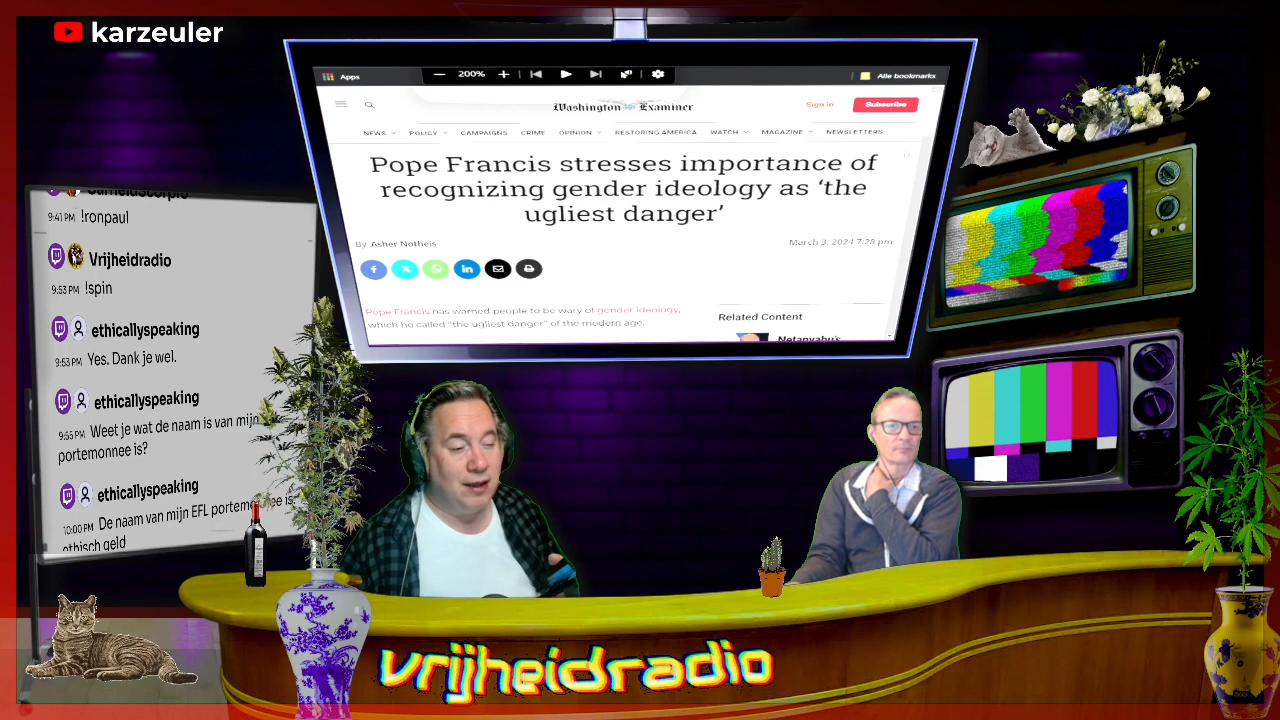 karzeuler
Apps
200%
Alle bookmarks
Washington Examiner
Sign in
Subscribe
NEWS
POLICY
CAMPAIGNS
CRIME
OPINION
RESTORING AMERICA
WATCH
MAGAZINE
NEWSLETTERS
Pope Francis stresses importance of
recognizing gender ideology as ‘the
ugliest danger’
By Asher Notheis
March 3, 2024 7:28 pm
Pope Francis has warned people to be wary of gender ideology,
which he called “the ugliest danger” of the modern age.
Related Content
Netanyahu's
9:41 PM !ronpaul
Vrijheidradio
9:53 PM !spin
ethicallyspeaking
9:53 PM Yes. Dank je wel.
ethicallyspeaking
9:55 PM Weet je wat de naam is van mijn
portemonnee is?
ethicallyspeaking
10:00 PM De naam van mijn EFL portemonnee is
ethisch geld
vrijheidradio